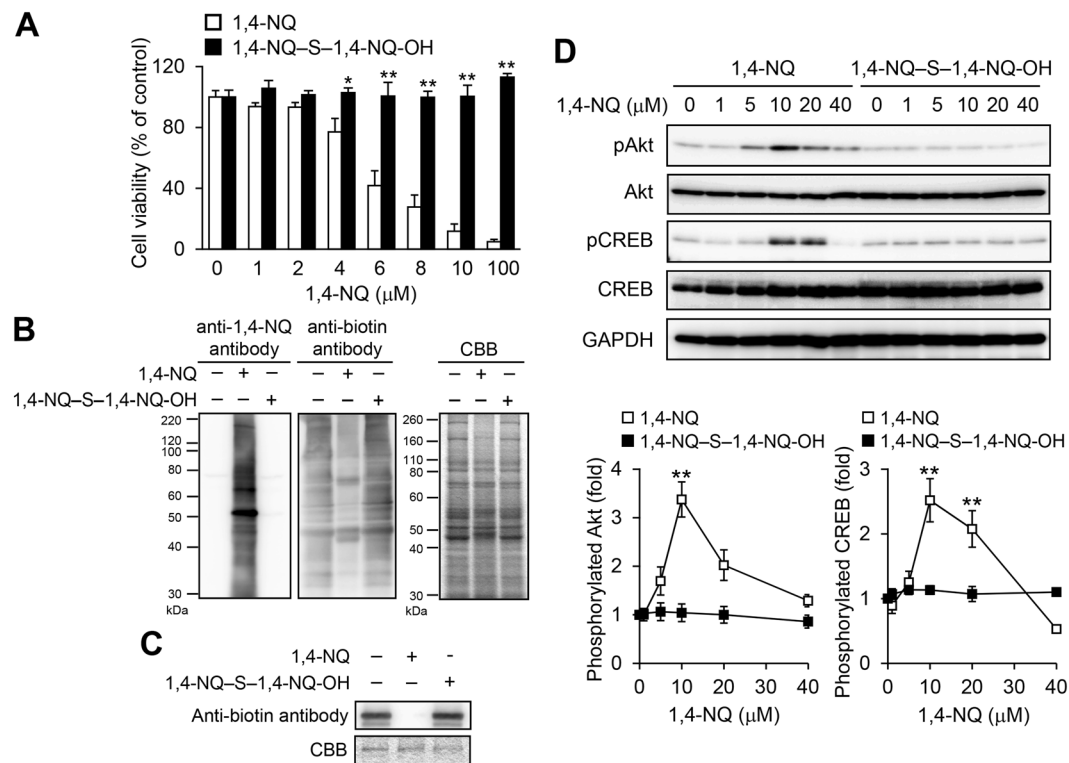 A
1,4-NQ
1,4-NQ–S–1,4-NQ-OH
Cell viability (% of control)
120
80
40
0
* ** ** ** **
0 1 2 4 6 8 10 100
1,4-NQ (μM)
B
anti-1,4-NQ antibody
anti-biotin antibody
CBB
1,4-NQ – + – – + – – + –
1,4-NQ–S–1,4-NQ-OH – – + – – + – – +
220
120
100
80
60
50
40
30
kDa
260
160
110
80
60
50
40
30
kDa
C
1,4-NQ – + -
1,4-NQ–S–1,4-NQ-OH – – +
Anti-biotin antibody
CBB
D
1,4-NQ 1,4-NQ–S–1,4-NQ-OH
1,4-NQ (μM) 0 1 5 10 20 40 0 1 5 10 20 40
pAkt
Akt
pCREB
CREB
GAPDH
1,4-NQ
1,4-NQ–S–1,4-NQ-OH
Phosphorylated Akt (fold)
4
3
2
1
0
**
0 10 20 30 40
1,4-NQ (μM)
1,4-NQ
1,4-NQ–S–1,4-NQ-OH
Phosphorylated CREB (fold)
3
2
1
0
**
**
0 10 20 30 40
1,4-NQ (μM)